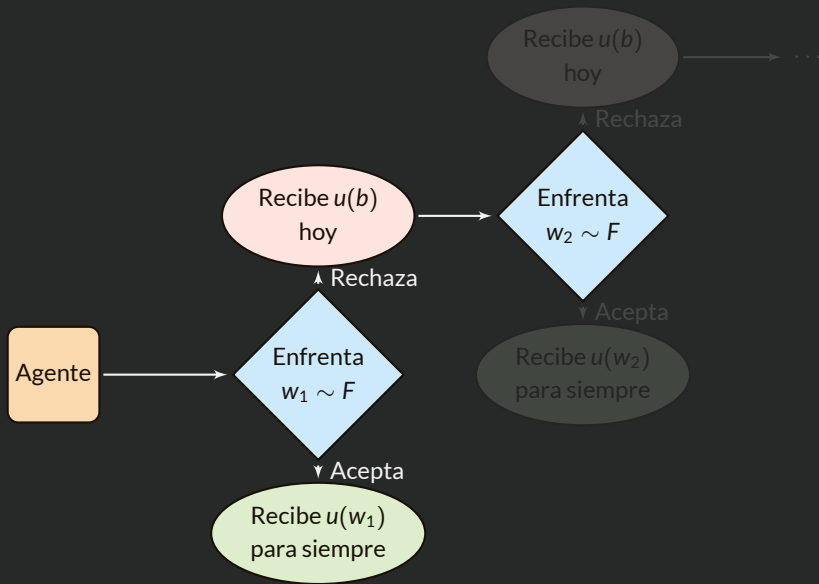 Recibe u(b)
hoy
Rechaza
Recibe u(b)
hoy
Enfrenta
w₂ ∼ F
Rechaza
Acepta
Agente
Enfrenta
w₁ ∼ F
Recibe u(w₂)
para siempre
Acepta
Recibe u(w₁)
para siempre